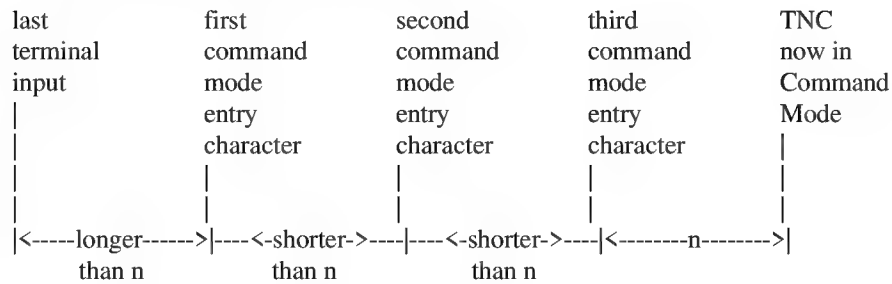 last first second third TNC
terminal command command command now in
input mode mode mode Command
| entry entry entry Mode
| character character character |
| | | | |
| | | | |
|<-----longer------>|----<-shorter->----|----<-shorter->----|<--------n-------->|
than n than n than n